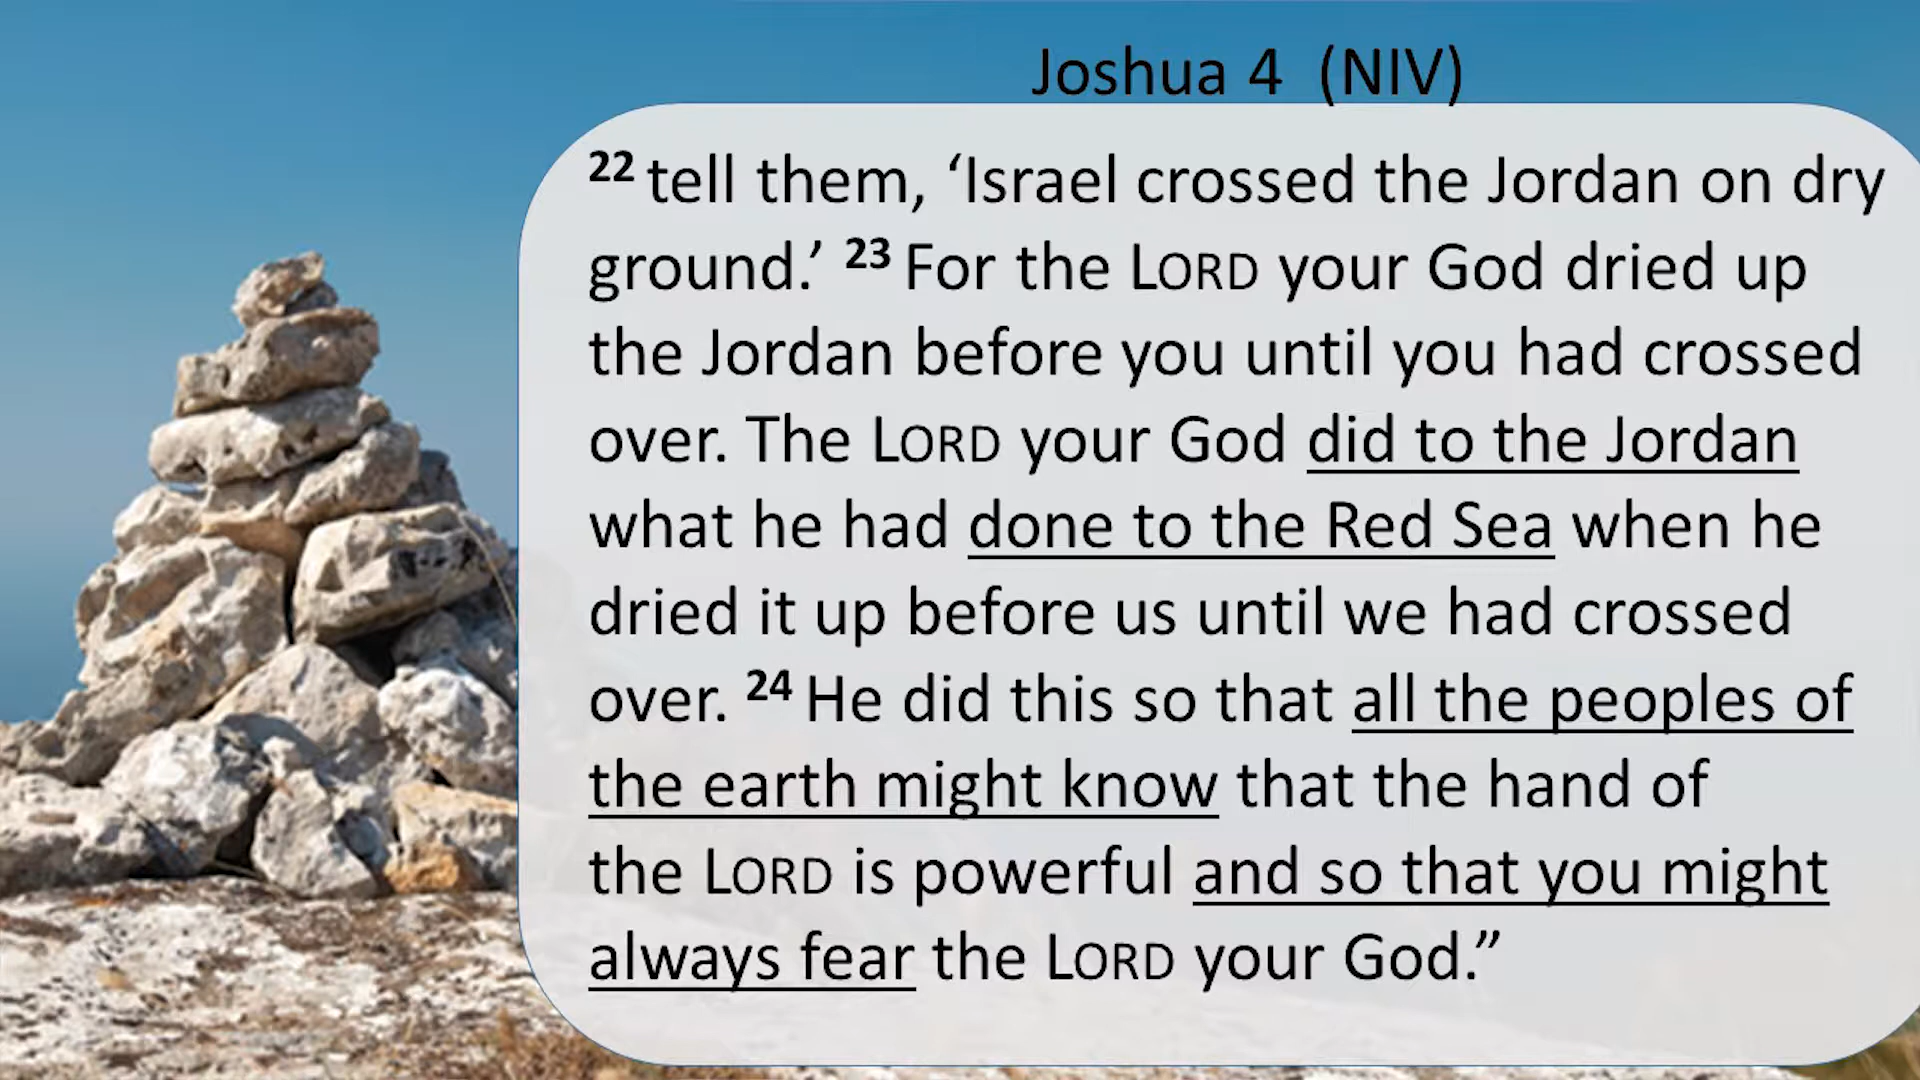 Joshua 4 (NIV)
22 tell them, ‘Israel crossed the Jordan on dry
ground.’ 23 For the LORD your God dried up
the Jordan before you until you had crossed
over. The LORD your God did to the Jordan
what he had done to the Red Sea when he
dried it up before us until we had crossed
over. 24 He did this so that all the peoples of
the earth might know that the hand of
the LORD is powerful and so that you might
always fear the LORD your God.”